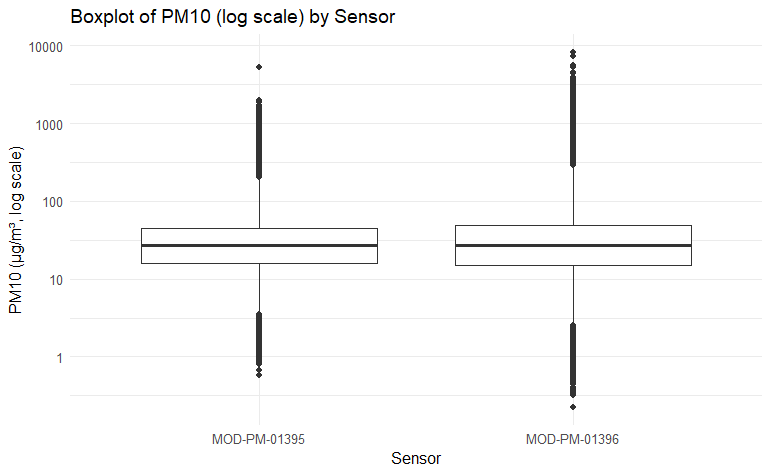 Boxplot of PM10 (log scale) by Sensor
10000
1000
100
10
1
PM10 (µg/m³, log scale)
MOD-PM-01395
MOD-PM-01396
Sensor